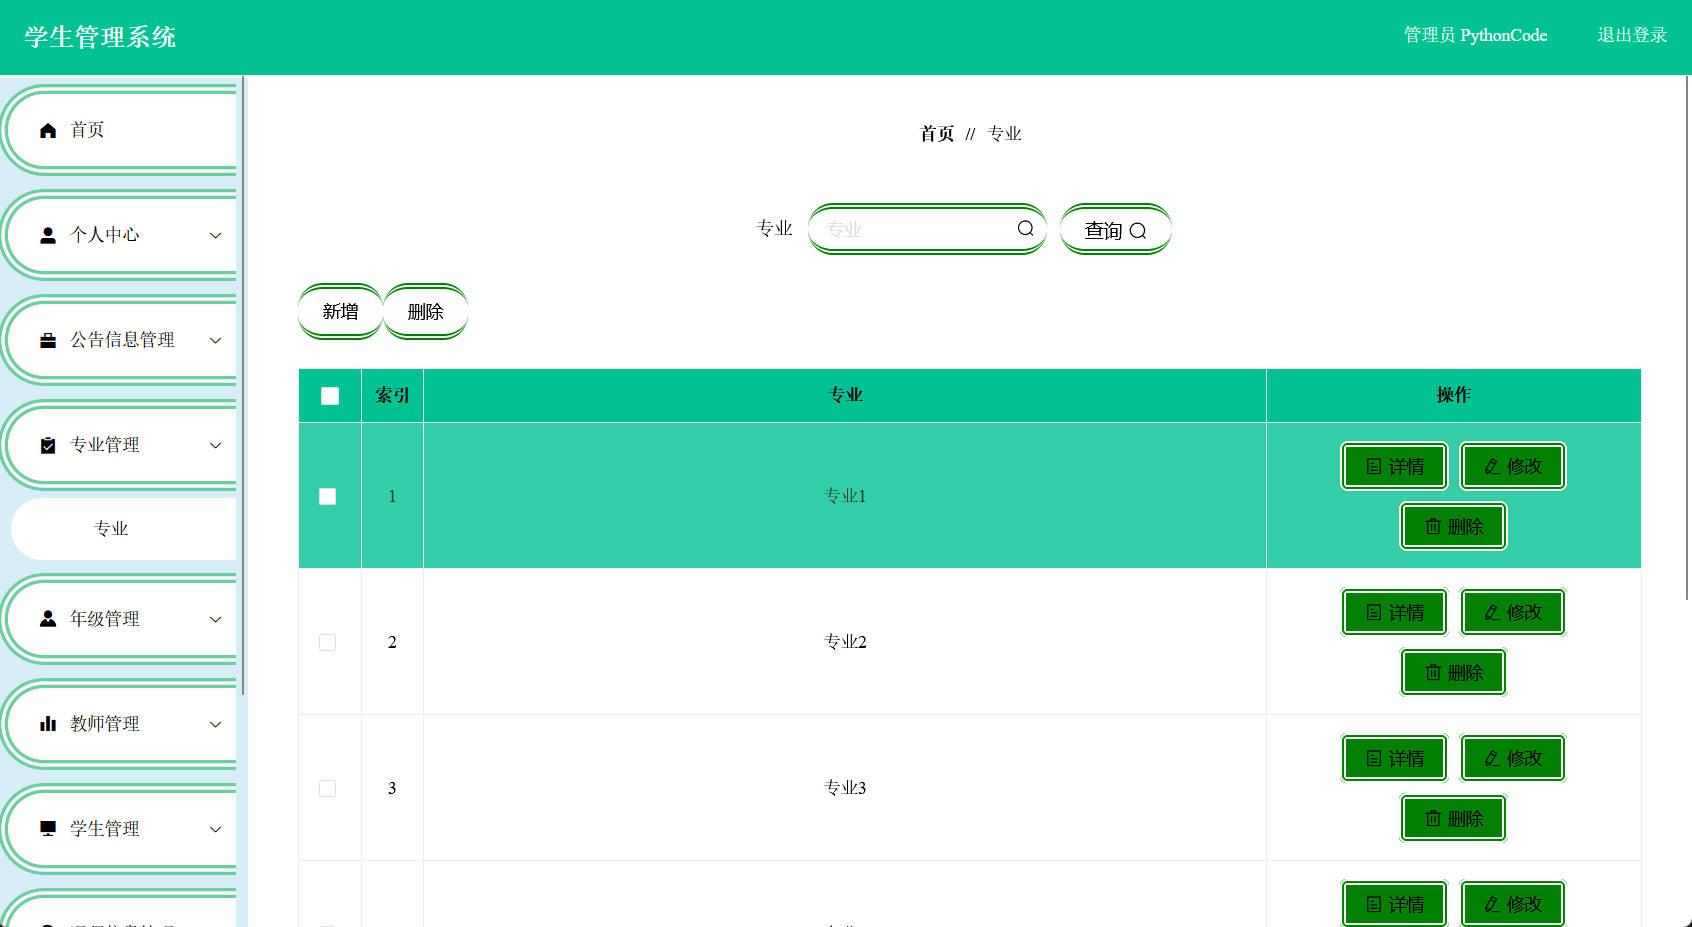 学生管理系统
管理员 PythonCode 退出登录
首页
个人中心
公告信息管理
专业管理
专业
年级管理
教师管理
学生管理
首页 // 专业
专业 专业 查询
新增 删除
索引 专业 操作
1 专业1 详情 修改
删除
2 专业2 详情 修改
删除
3 专业3 详情 修改
删除
详情 修改